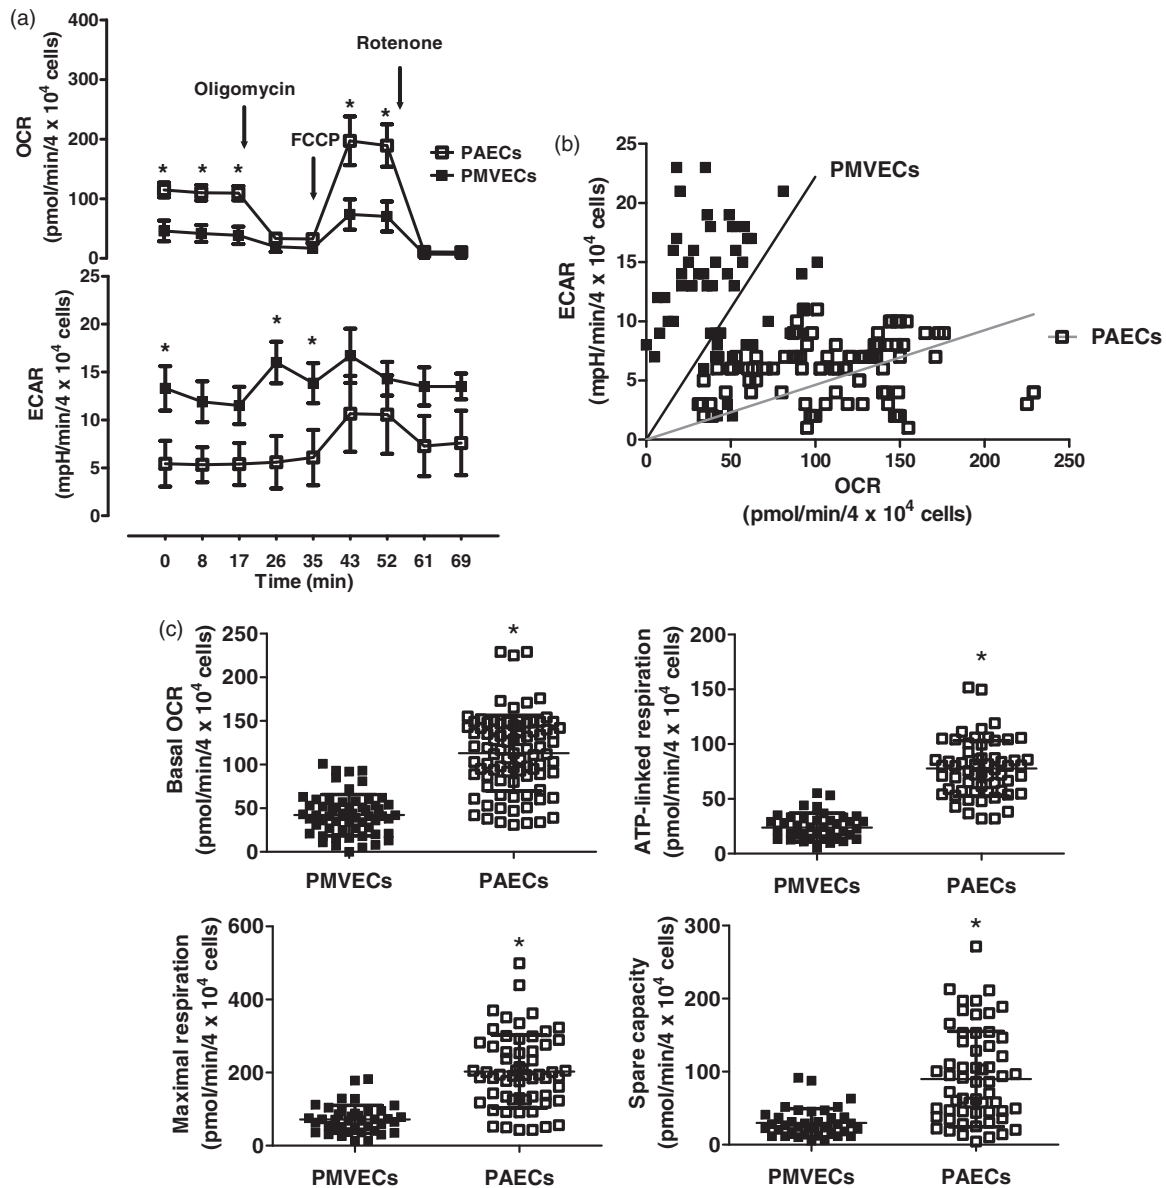 (a)
400
300
200
100
0
OCR
(pmol/min/4 x 10⁴ cells)
Oligomycin
FCCP
Rotenone
* * * * *
PAECs
PMVECs
25
20
15
10
5
0
ECAR
(mpH/min/4 x 10⁴ cells)
* * *
0 8 17 26 35 43 52 61 69
Time (min)
(b)
25
20
15
10
5
0
ECAR
(mpH/min/4 x 10⁴ cells)
PMVECs
PAECs
0 50 100 150 200 250
OCR
(pmol/min/4 x 10⁴ cells)
(c)
250
200
150
100
50
0
Basal OCR
(pmol/min/4 x 10⁴ cells)
*
PMVECs PAECs
200
150
100
50
0
ATP-linked respiration
(pmol/min/4 x 10⁴ cells)
*
PMVECs PAECs
600
400
200
0
Maximal respiration
(pmol/min/4 x 10⁴ cells)
*
PMVECs PAECs
300
200
100
0
Spare capacity
(pmol/min/4 x 10⁴ cells)
*
PMVECs PAECs